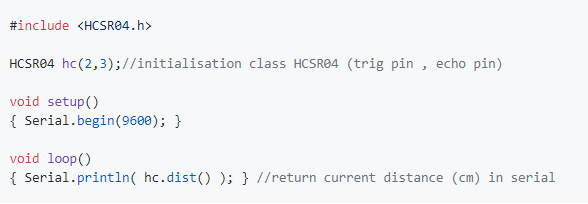 #include <HCSR04.h>
HCSR04 hc(2,3);//initialisation class HCSR04 (trig pin , echo pin)
void setup()
{ Serial.begin(9600); }
void loop()
{ Serial.println( hc.dist() ); } //return current distance (cm) in serial